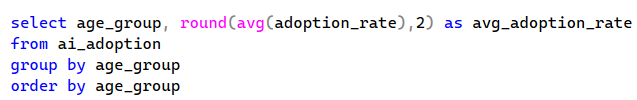 select age_group, round(avg(adoption_rate),2) as avg_adoption_rate
from ai_adoption
group by age_group
order by age_group